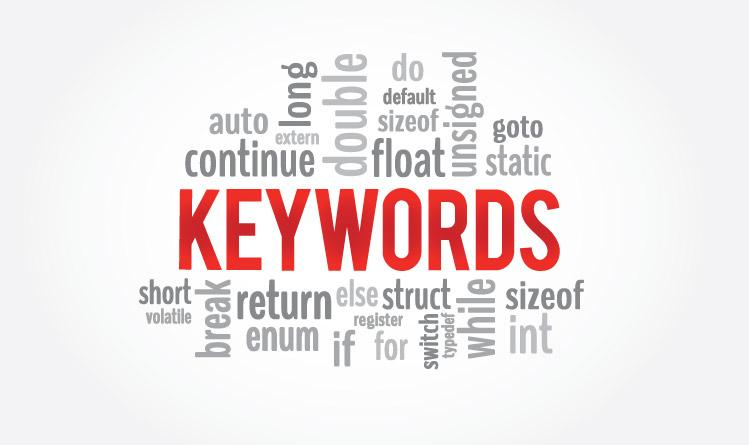 long
double
do
unsigned
default
auto
extern
sizeof
goto
continue
float
static
KEYWORDS
short
volatile
break
return
else
struct
while
sizeof
register
enum
if
for
switch
typedef
int